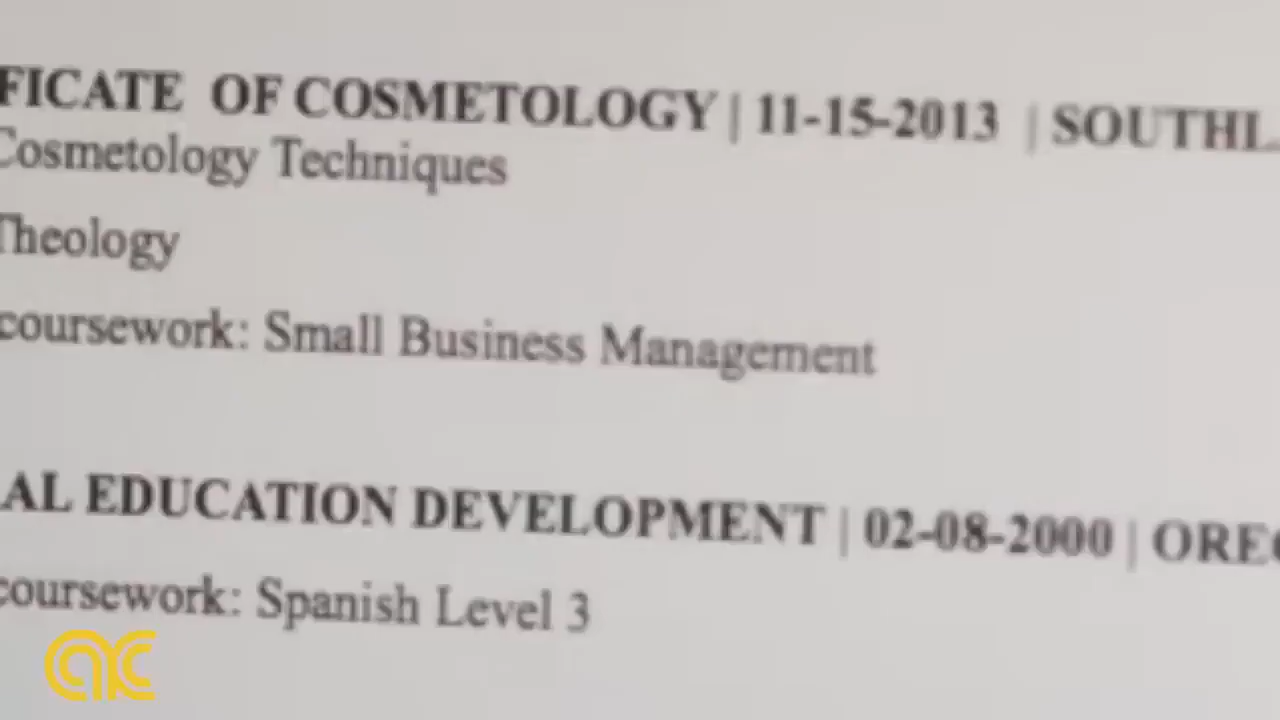 FICATE OF COSMETOLOGY | 11-15-2013 | SOUTHL
Cosmetology Techniques
Theology
coursework: Small Business Management
AL EDUCATION DEVELOPMENT | 02-08-2000 | OREG
coursework: Spanish Level 3